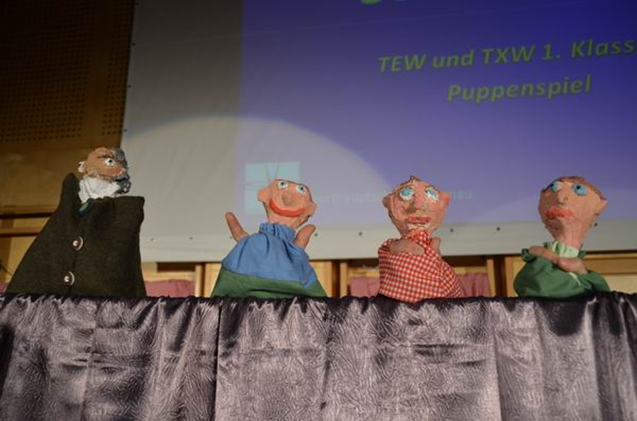 TEW und TXW 1. Klass
Puppenspiel